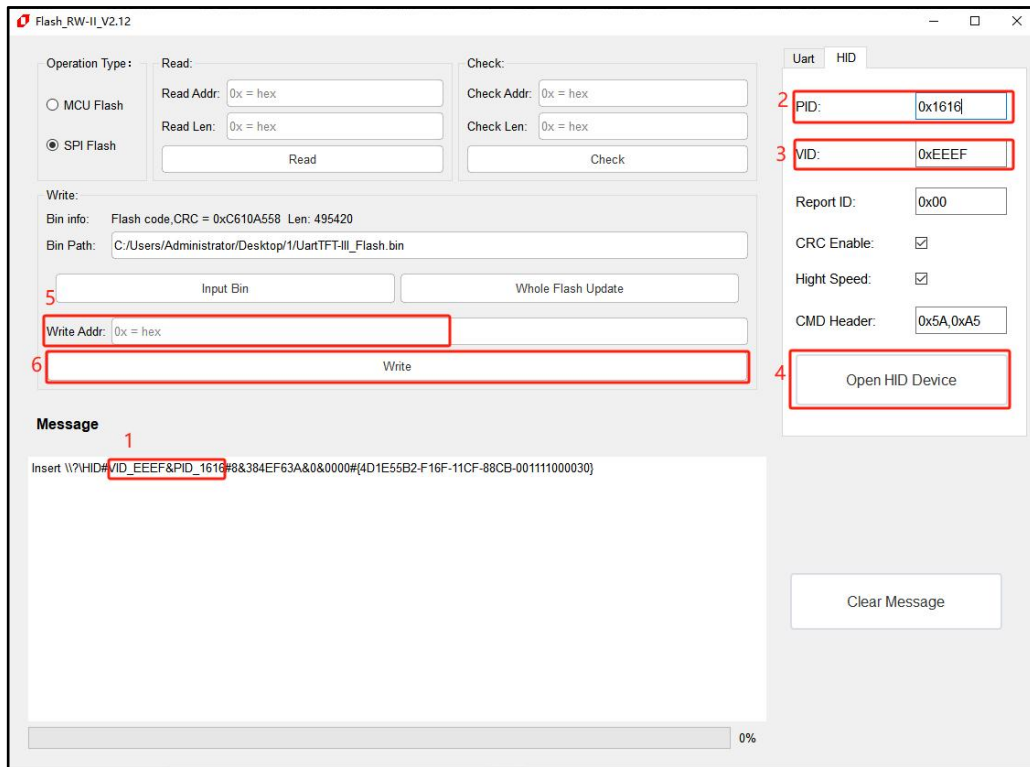 Flash_RW-II_V2.12
Operation Type:
MCU Flash
SPI Flash
Read:
Read Addr: 0x = hex
Read Len: 0x = hex
Read
Check:
Check Addr: 0x = hex
Check Len: 0x = hex
Check
Write:
Bin info: Flash code,CRC = 0xC610A558 Len: 495420
Bin Path: C:/Users/Administrator/Desktop/1/UartTFT-III_Flash.bin
Input Bin
Whole Flash Update
5
Write Addr: 0x = hex
6
Write
Uart HID
2 PID: 0x1616
3 VID: 0xEEEF
Report ID: 0x00
CRC Enable:
Hight Speed:
CMD Header: 0x5A,0xA5
4 Open HID Device
Message
1
Insert \\?\HID#VID_EEEF&PID_1616#8&384EF63A&0&0000#{4D1E55B2-F16F-11CF-88CB-001111000030}
Clear Message
0%